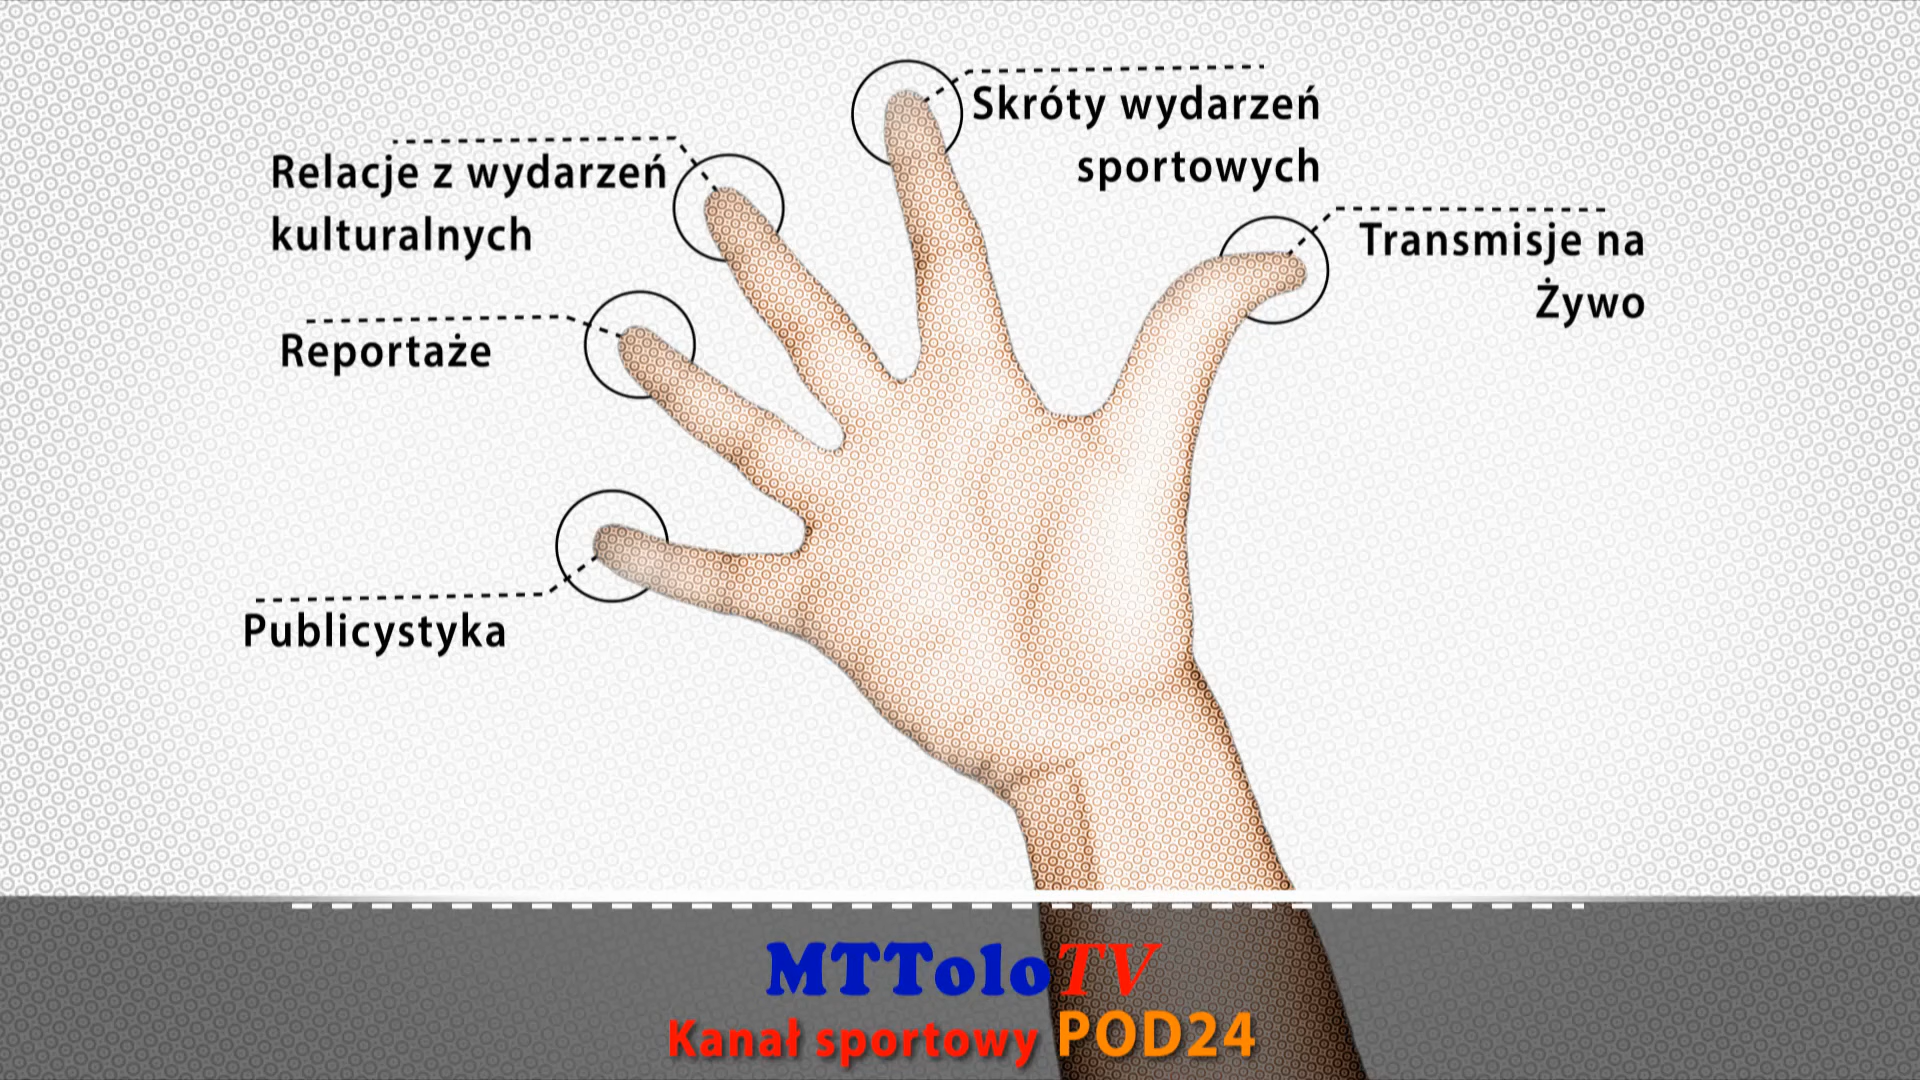 Skróty wydarzeń
sportowych
Relacje z wydarzeń
kulturalnych
Transmisje na
Żywo
Reportaże
Publicystyka
MTToloTV
Kanał sportowy POD24